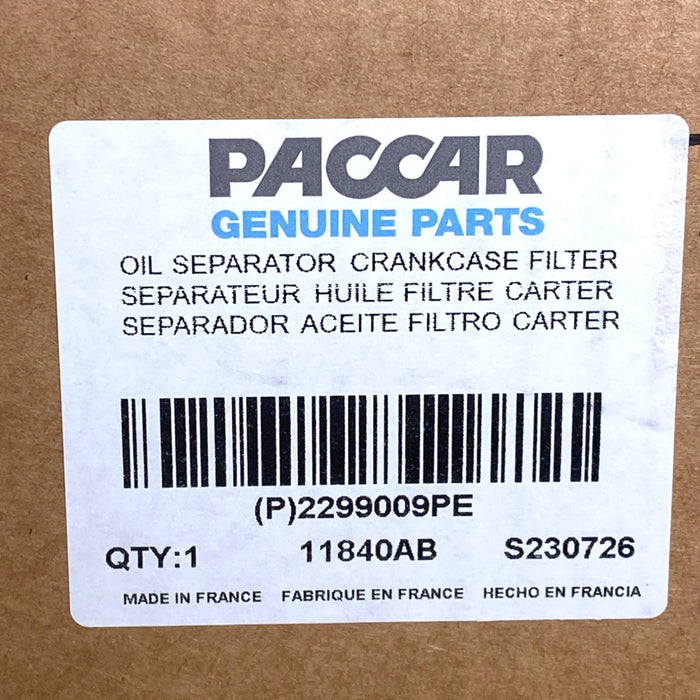 PACCAR
GENUINE PARTS
OIL SEPARATOR CRANKCASE FILTER
SEPARATEUR HUILE FILTRE CARTER
SEPARADOR ACEITE FILTRO CARTER
(P)2299009PE
QTY:1 11840AB S230726
MADE IN FRANCE FABRIQUE EN FRANCE HECHO EN FRANCIA